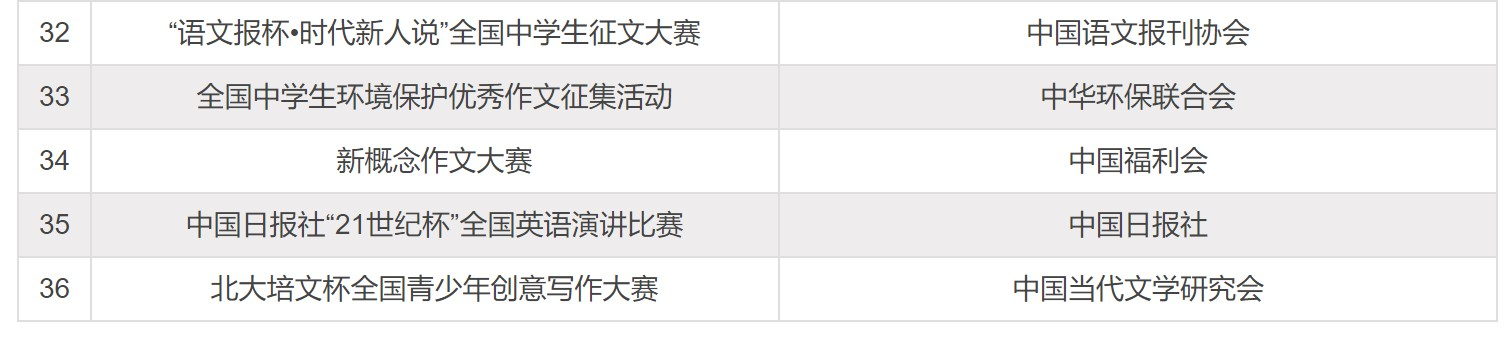 32 “语文报杯•时代新人说”全国中学生征文大赛 中国语文报刊协会
33 全国中学生环境保护优秀作文征集活动 中华环保联合会
34 新概念作文大赛 中国福利会
35 中国日报社“21世纪杯”全国英语演讲比赛 中国日报社
36 北大培文杯全国青少年创意写作大赛 中国当代文学研究会